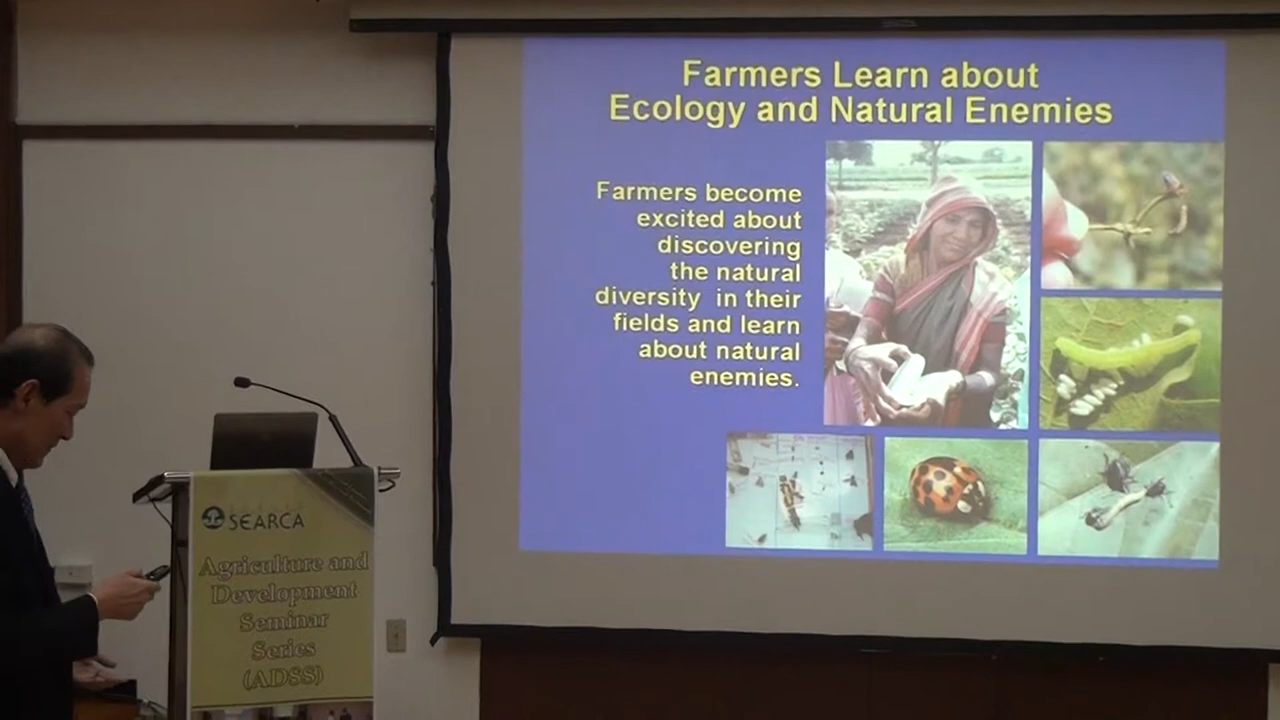 Farmers Learn about
Ecology and Natural Enemies
Farmers become
excited about
discovering
the natural
diversity in their
fields and learn
about natural
enemies.
SEARCA
Agriculture and
Development
Seminar
Series
(ADSS)